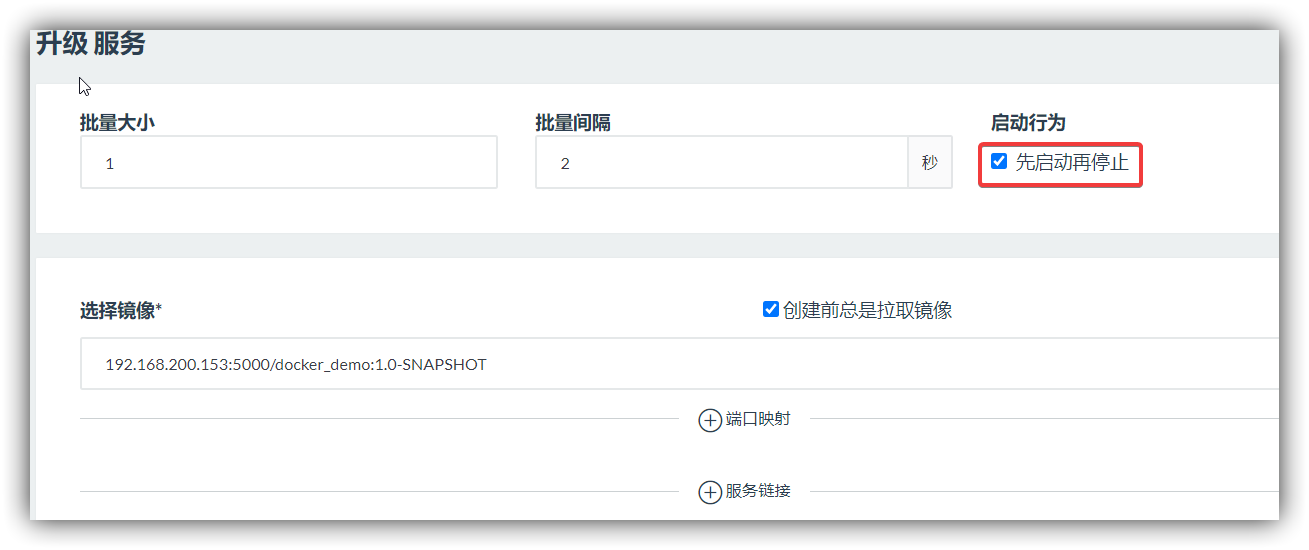 升级 服务
批量大小 批量间隔 启动行为
1 2 秒 先启动再停止
选择镜像* 创建前总是拉取镜像
192.168.200.153:5000/docker_demo:1.0-SNAPSHOT
端口映射
服务链接